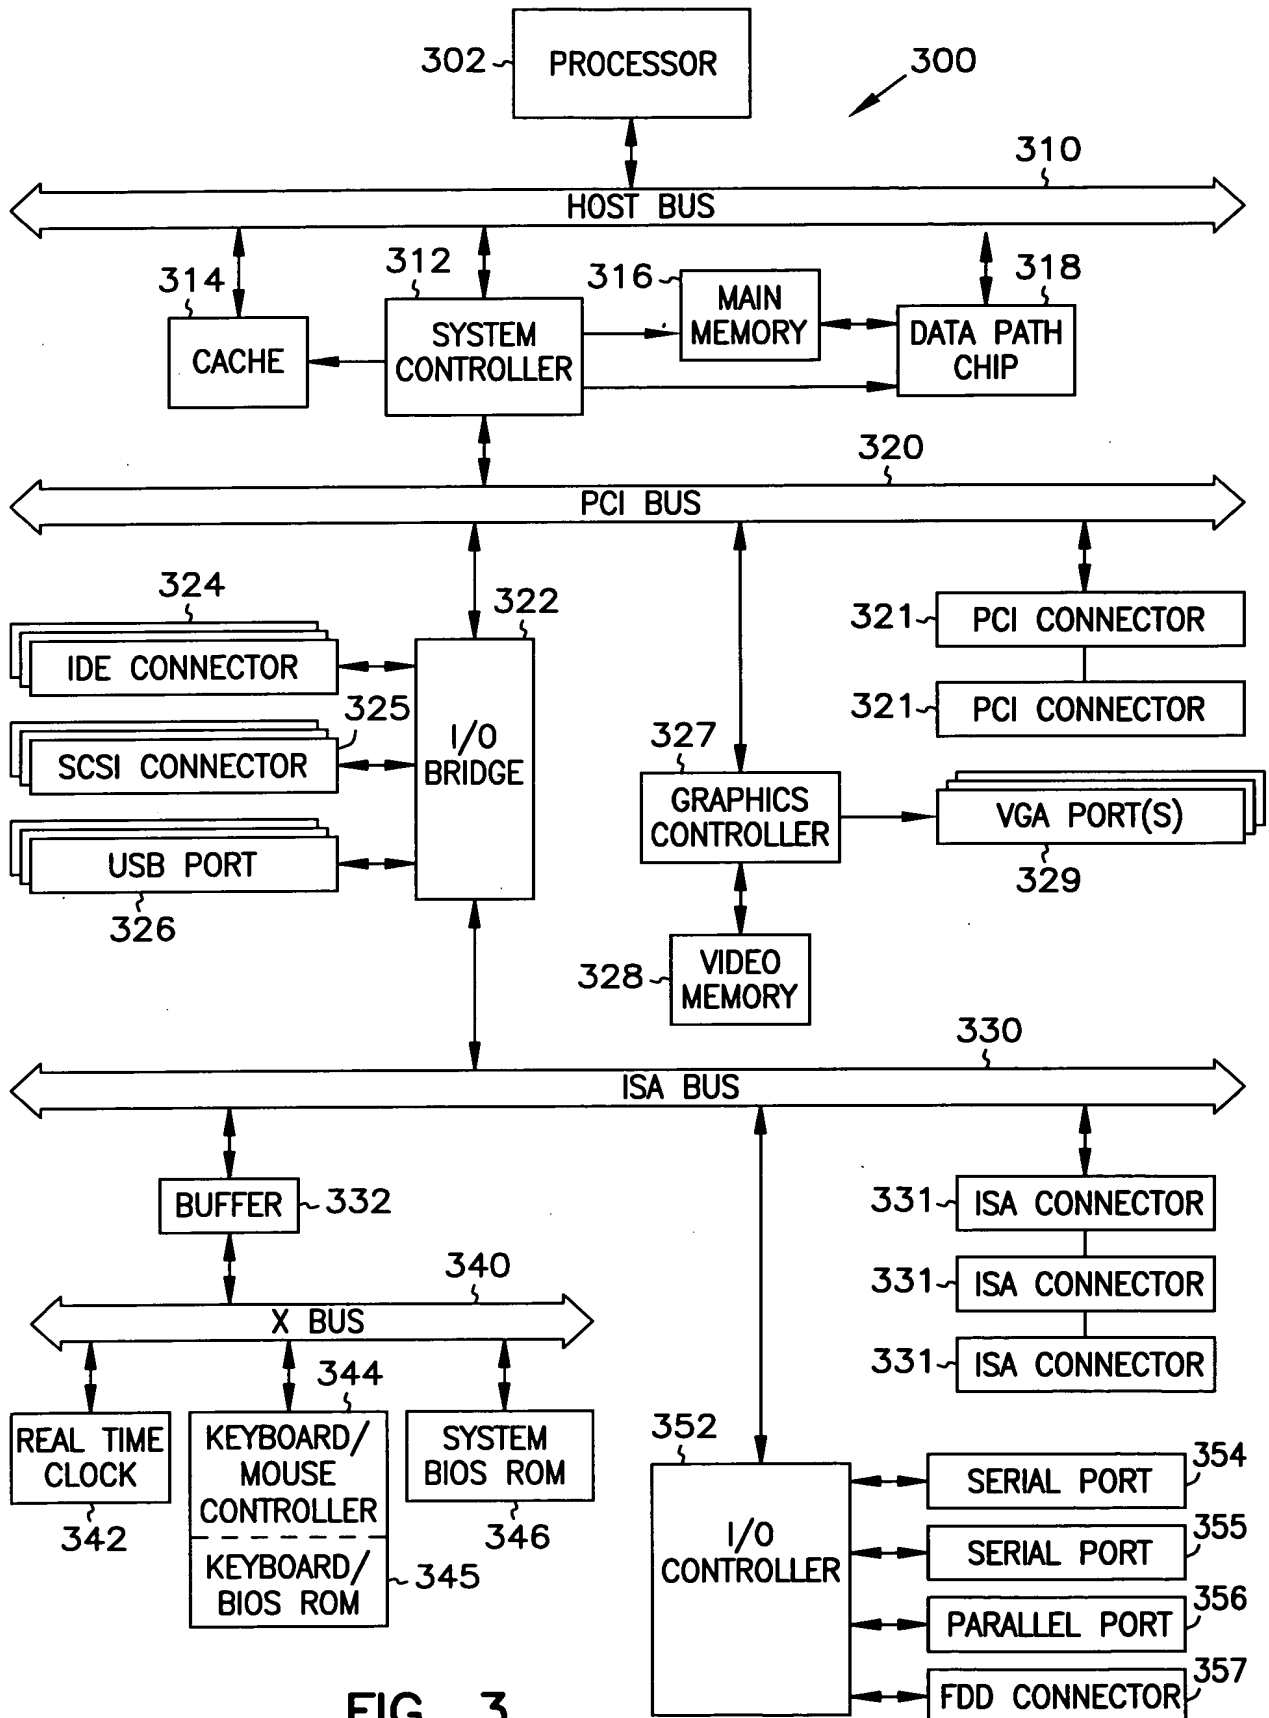 302
PROCESSOR
300
310
HOST BUS
314
312
316
318
CACHE
SYSTEM
CONTROLLER
MAIN
MEMORY
DATA PATH
CHIP
320
PCI BUS
324
322
IDE CONNECTOR
325
SCSI CONNECTOR
USB PORT
326
I/O
BRIDGE
321
PCI CONNECTOR
321
PCI CONNECTOR
327
GRAPHICS
CONTROLLER
VGA PORT(S)
329
328
VIDEO
MEMORY
330
ISA BUS
BUFFER
332
331
ISA CONNECTOR
331
ISA CONNECTOR
331
ISA CONNECTOR
340
X BUS
344
REAL TIME
CLOCK
342
KEYBOARD/
MOUSE
CONTROLLER
KEYBOARD/
BIOS ROM
345
SYSTEM
BIOS ROM
346
352
I/O
CONTROLLER
SERIAL PORT
354
SERIAL PORT
355
PARALLEL PORT
356
FDD CONNECTOR
357
FIG. 3